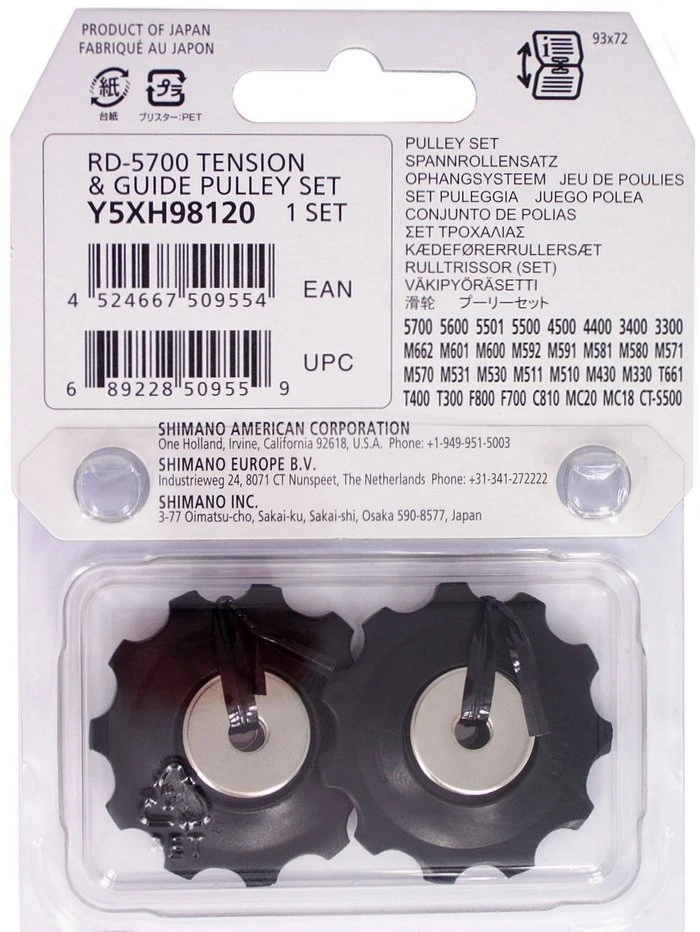 PRODUCT OF JAPAN
FABRIQUÉ AU JAPON
93x72
紙
プラ
台紙
ブリスター:PET
RD-5700 TENSION
& GUIDE PULLEY SET
Y5XH98120 1 SET
4 524667 509554
EAN
6 89228 50955 9
UPC
PULLEY SET
SPANNROLLENSATZ
OPHANGSYSTEEM JEU DE POULIES
SET PULEGGIA JUEGO POLEA
CONJUNTO DE POLIAS
ΣΕΤ ΤΡΟΧΑΛΙΑΣ
KÆDEFØRERRULLERSÆT
RULLTRISSOR (SET)
VÄKIPYÖRÄSETTI
滑轮 プーリーセット
5700 5600 5501 5500 4500 4400 3400 3300
M662 M601 M600 M592 M591 M581 M580 M571
M570 M531 M530 M511 M510 M430 M330 T661
T400 T300 F800 F700 C810 MC20 MC18 CT-S500
SHIMANO AMERICAN CORPORATION
One Holland, Irvine, California 92618, U.S.A. Phone: +1-949-951-5003
SHIMANO EUROPE B.V.
Industrieweg 24, 8071 CT Nunspeet, The Netherlands Phone: +31-341-272222
SHIMANO INC.
3-77 Oimatsu-cho, Sakai-ku, Sakai-shi, Osaka 590-8577, Japan
PET